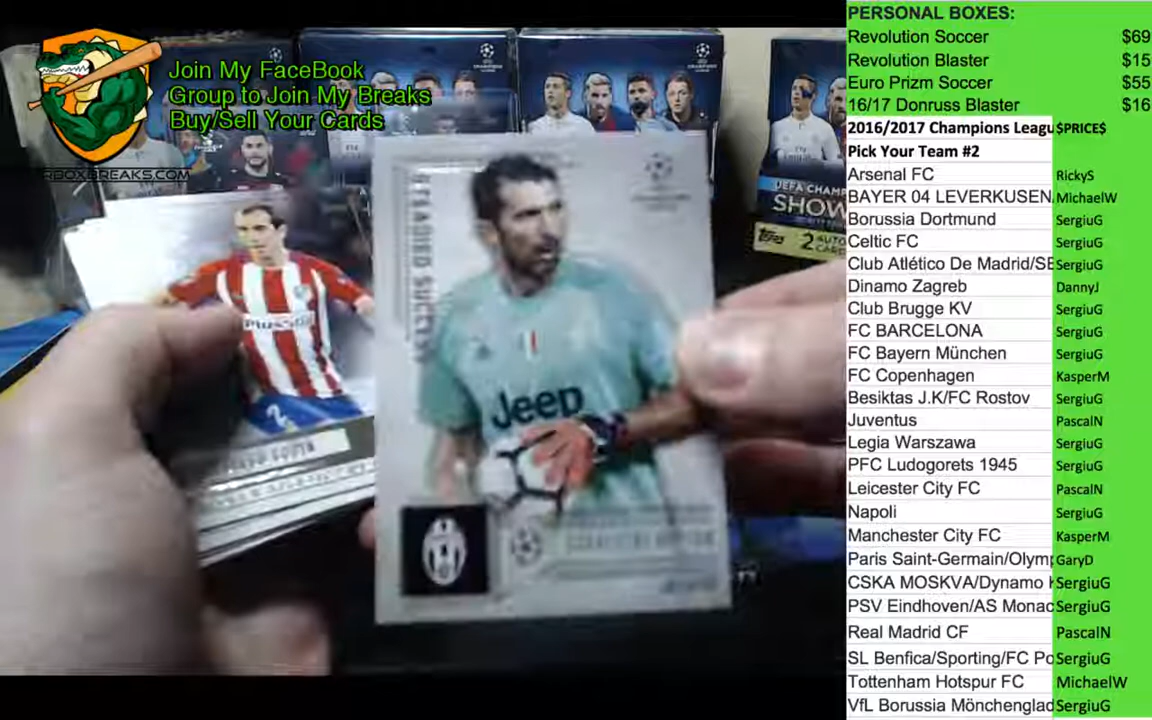 Join My FaceBook
Group to Join My Breaks
Buy/Sell Your Cards
RBOXBREAKS.COM
UEFA CHAMP
SHOW
topps 2 AUTO
CARD
STEADIED SUCCESS
Jeep
PERSONAL BOXES:
Revolution Soccer $69
Revolution Blaster $15
Euro Prizm Soccer $55
16/17 Donruss Blaster $16
2016/2017 Champions Leagu $PRICE$
Pick Your Team #2
Arsenal FC RickyS
BAYER 04 LEVERKUSEN. MichaelW
Borussia Dortmund SergiuG
Celtic FC SergiuG
Club Atlético De Madrid/SE SergiuG
Dinamo Zagreb DannyJ
Club Brugge KV SergiuG
FC BARCELONA SergiuG
FC Bayern München SergiuG
FC Copenhagen KasperM
Besiktas J.K/FC Rostov SergiuG
Juventus PascalN
Legia Warszawa SergiuG
PFC Ludogorets 1945 SergiuG
Leicester City FC PascalN
Napoli SergiuG
Manchester City FC KasperM
Paris Saint-Germain/Olymp GaryD
CSKA MOSKVA/Dynamo K SergiuG
PSV Eindhoven/AS Monac SergiuG
Real Madrid CF PascalN
SL Benfica/Sporting/FC Po SergiuG
Tottenham Hotspur FC MichaelW
VfL Borussia Mönchenglad SergiuG